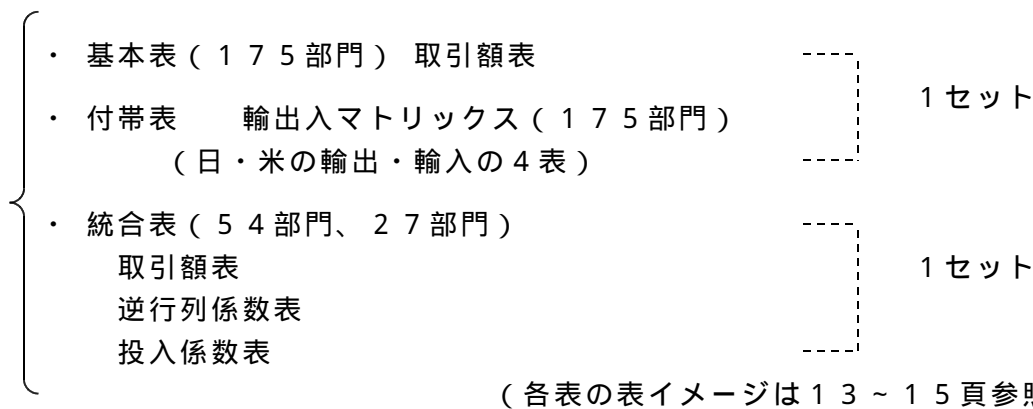 ・ 基本表(175部門) 取引額表
1セット
・ 付帯表 輸出入マトリックス(175部門)
(日・米の輸出・輸入の4表)
・ 統合表(54部門、27部門)
取引額表
1セット
逆行列係数表
投入係数表
(各表の表イメージは13~15頁参